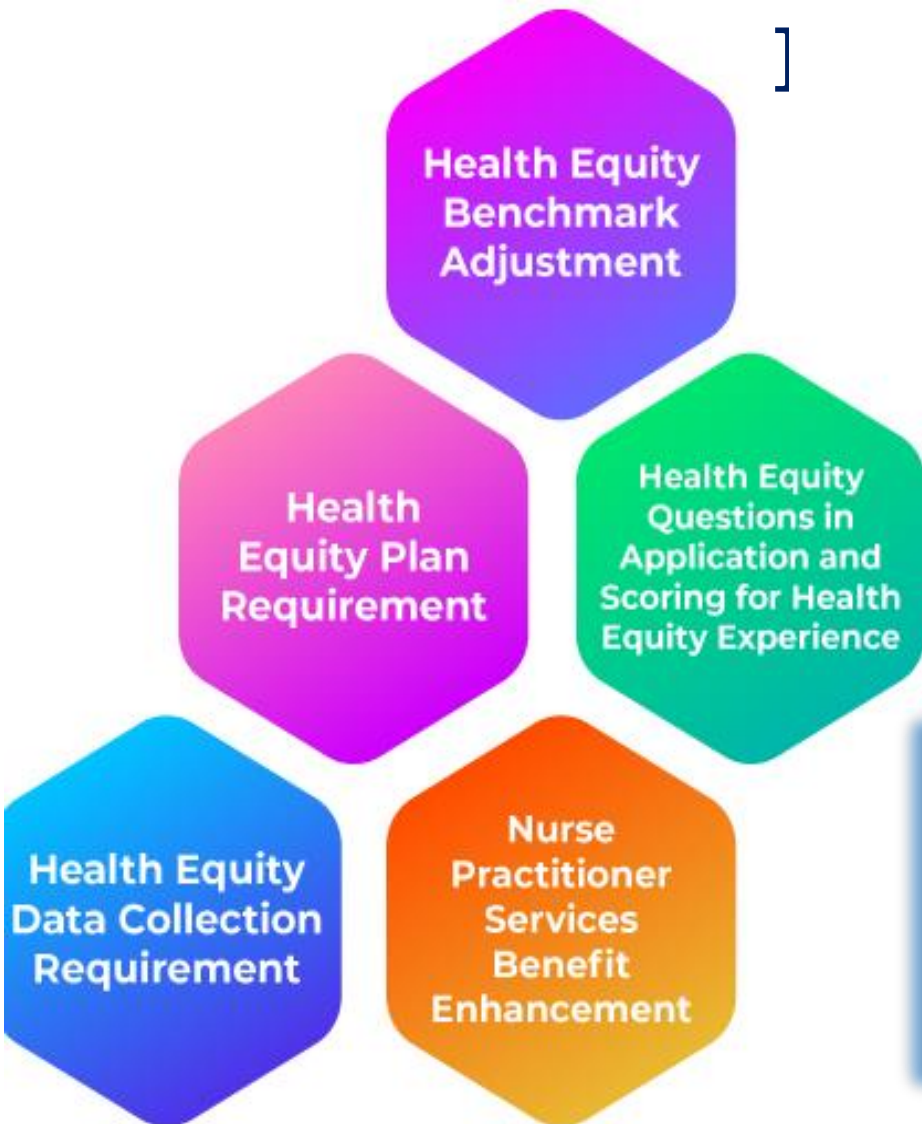 ]
Health Equity
Benchmark
Adjustment
Health
Equity Plan
Requirement
Health Equity
Questions in
Application and
Scoring for Health
Equity Experience
Health Equity
Data Collection
Requirement
Nurse
Practitioner
Services
Benefit
Enhancement